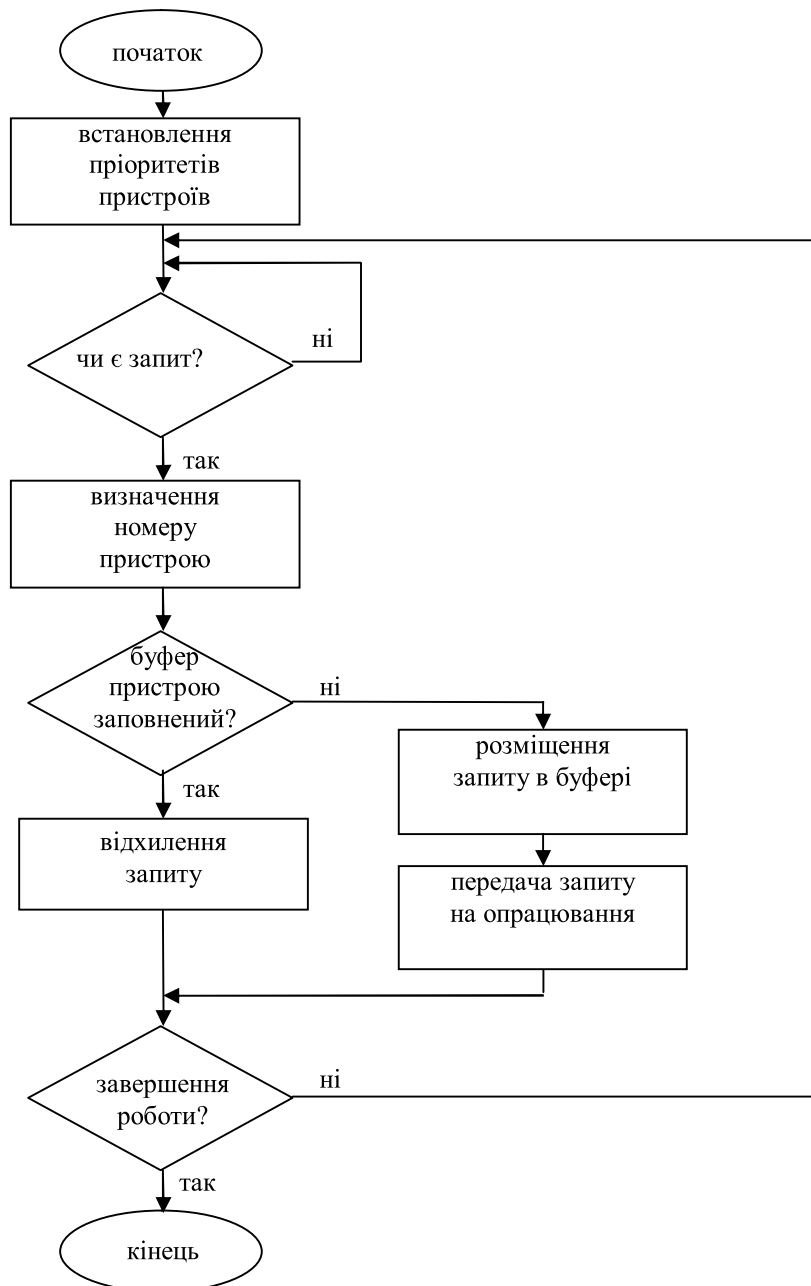 початок
встановлення
пріоритетів
пристроїв
ні
чи є запит?
так
визначення
номеру
пристрою
буфер
пристрою
заповнений?
ні
розміщення
запиту в буфері
так
відхилення
запиту
передача запиту
на опрацювання
завершення
роботи?
ні
так
кінець